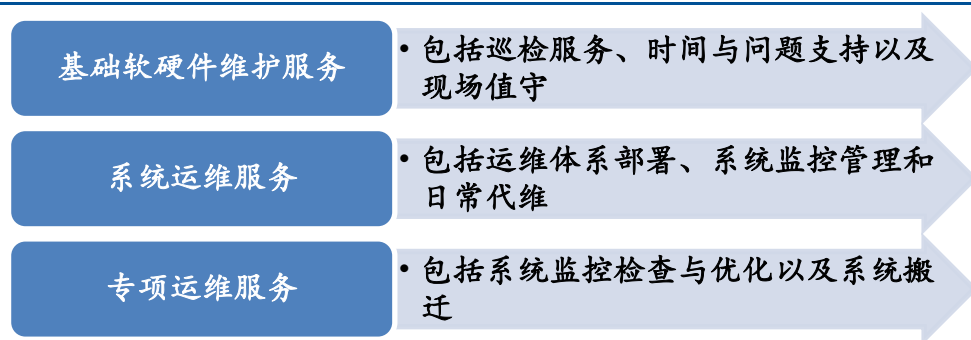 基础软硬件维护服务
• 包括巡检服务、时间与问题支持以及
现场值守
系统运维服务
• 包括运维体系部署、系统监控管理和
日常代维
专项运维服务
• 包括系统监控检查与优化以及系统搬
迁